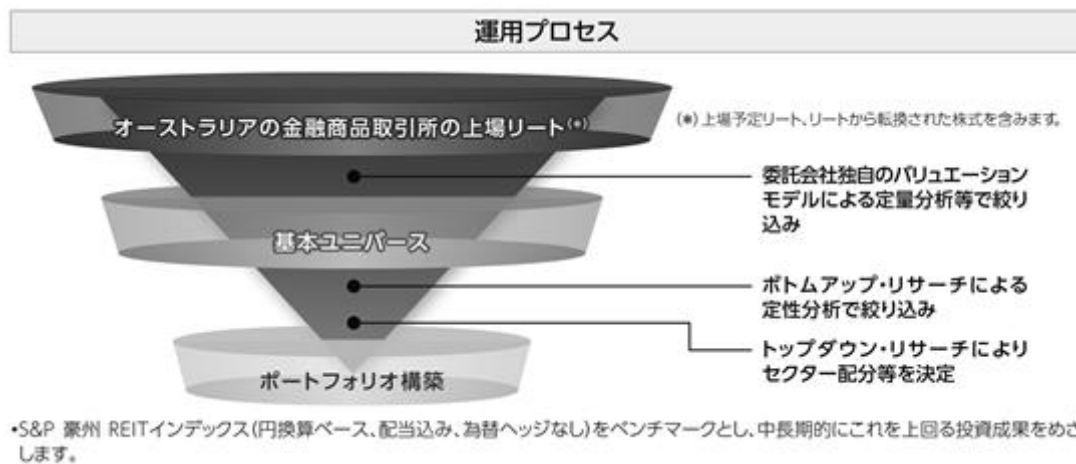 運用プロセス
オーストラリアの金融商品取引所の上場リート(*)
(*)上場予定リート、リートから転換された株式を含みます。
委託会社独自のバリュエーション
モデルによる定量分析等で絞り
込み
基本ユニバース
ボトムアップ・リサーチによる
定性分析で絞り込み
トップダウン・リサーチにより
セクター配分等を決定
ポートフォリオ構築
•S&P 豪州 REITインデックス(円換算ベース、配当込み、為替ヘッジなし)をベンチマークとし、中長期的にこれを上回る投資成果をめざ
します。